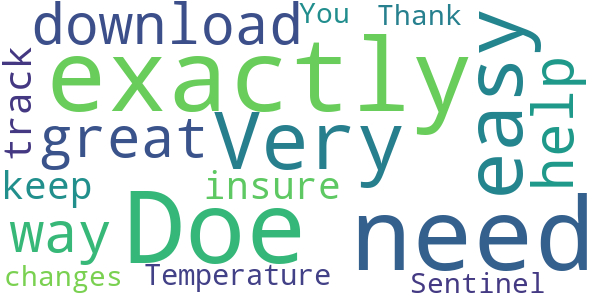 download You Thank
exactly
track great Very easy help
keep insure
way Doe need
changes Temperature Sentinel